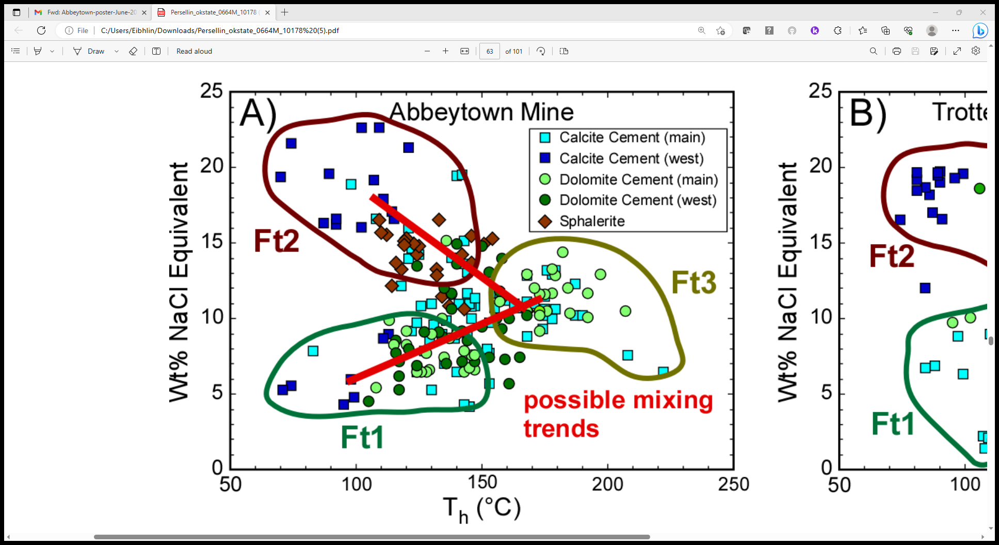 Fwd: Abbeytown-poster-June-20
Persellin_okstate_0664M_10178
File
C:/Users/Eibhlin/Downloads/Persellin_okstate_0664M_10178%20(5).pdf
Draw
Read aloud
63
of 101
A)
Abbeytown Mine
Calcite Cement (main)
Calcite Cement (west)
Dolomite Cement (main)
Dolomite Cement (west)
Sphalerite
Ft2
Ft3
Ft1
possible mixing
trends
Wt% NaCl Equivalent
25
20
15
10
5
0
50
100
150
200
250
Th (°C)
B)
Trotte
Ft2
Ft1
Wt% NaCl Equivalent
25
20
15
10
5
0
50
100